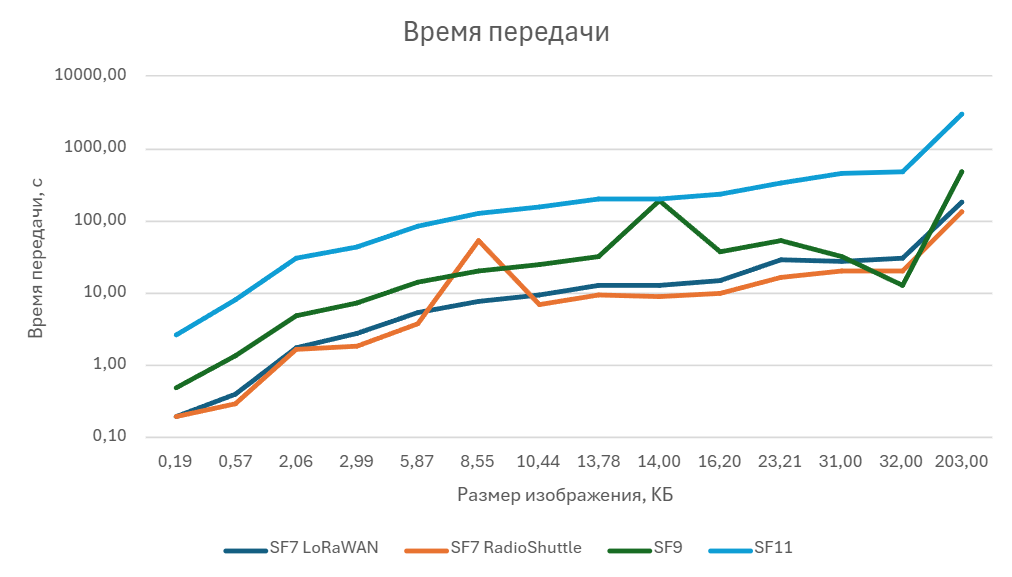 Время передачи
10000,00
1000,00
100,00
10,00
1,00
0,10
Время передачи, с
0,19 0,57 2,06 2,99 5,87 8,55 10,44 13,78 14,00 16,20 23,21 31,00 32,00 203,00
Размер изображения, КБ
SF7 LoRaWAN SF7 RadioShuttle SF9 SF11